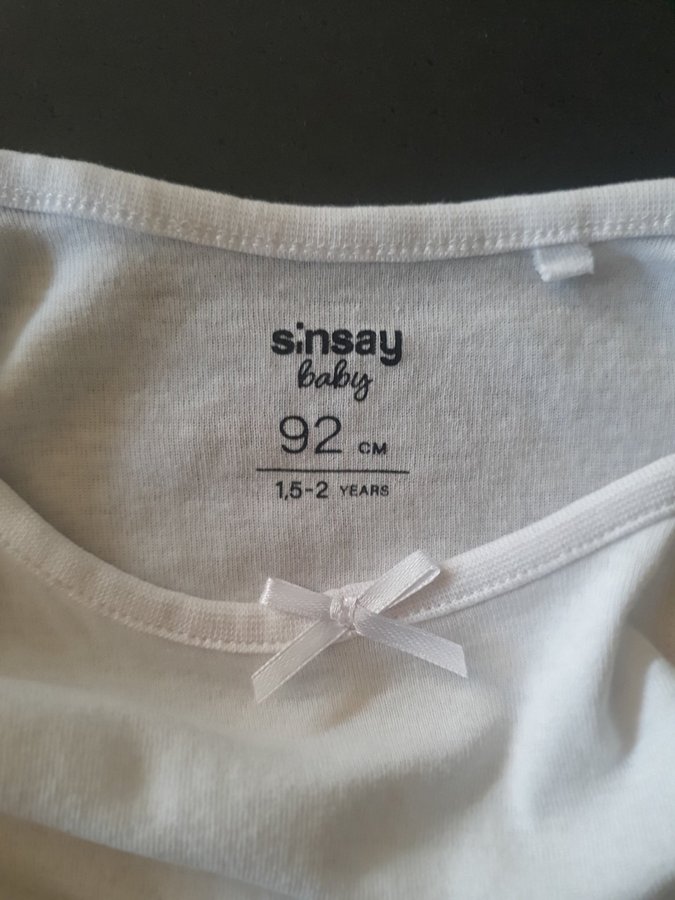 sinsay
baby
92 CM
1,5-2 YEARS